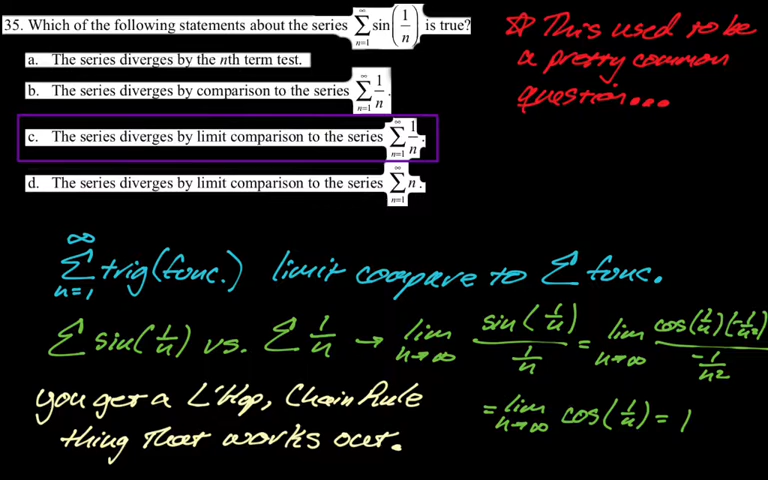 35. Which of the following statements about the series ∑_{n=1}^{∞} sin(1/n) is true?
a. The series diverges by the nth term test.
b. The series diverges by comparison to the series ∑_{n=1}^{∞} 1/n.
c. The series diverges by limit comparison to the series ∑_{n=1}^{∞} 1/n.
d. The series diverges by limit comparison to the series ∑_{n=1}^{∞} n.
☆ This used to be
a pretty common
question....
∑_{n=1}^{∞} trig(func.) limit compare to ∑ func.
∑ sin(1/n) vs. ∑ 1/n → lim_{n→∞} sin(1/n) / (1/n) = lim_{n→∞} cos(1/n)(-1/n²) / (-1/n²)
= lim_{n→∞} cos(1/n) = 1
you get a L'Hop, Chain Rule
thing that works out.